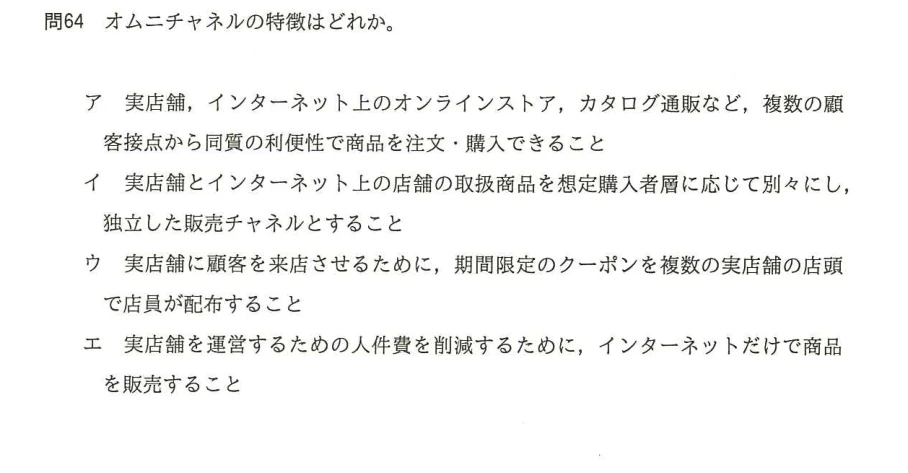 問64　オムニチャネルの特徴はどれか。
ア　実店舗，インターネット上のオンラインストア，カタログ通販など，複数の顧
客接点から同質の利便性で商品を注文・購入できること
イ　実店舗とインターネット上の店舗の取扱商品を想定購入者層に応じて別々にし，
独立した販売チャネルとすること
ウ　実店舗に顧客を来店させるために，期間限定のクーポンを複数の実店舗の店頭
で店員が配布すること
エ　実店舗を運営するための人件費を削減するために，インターネットだけで商品
を販売すること